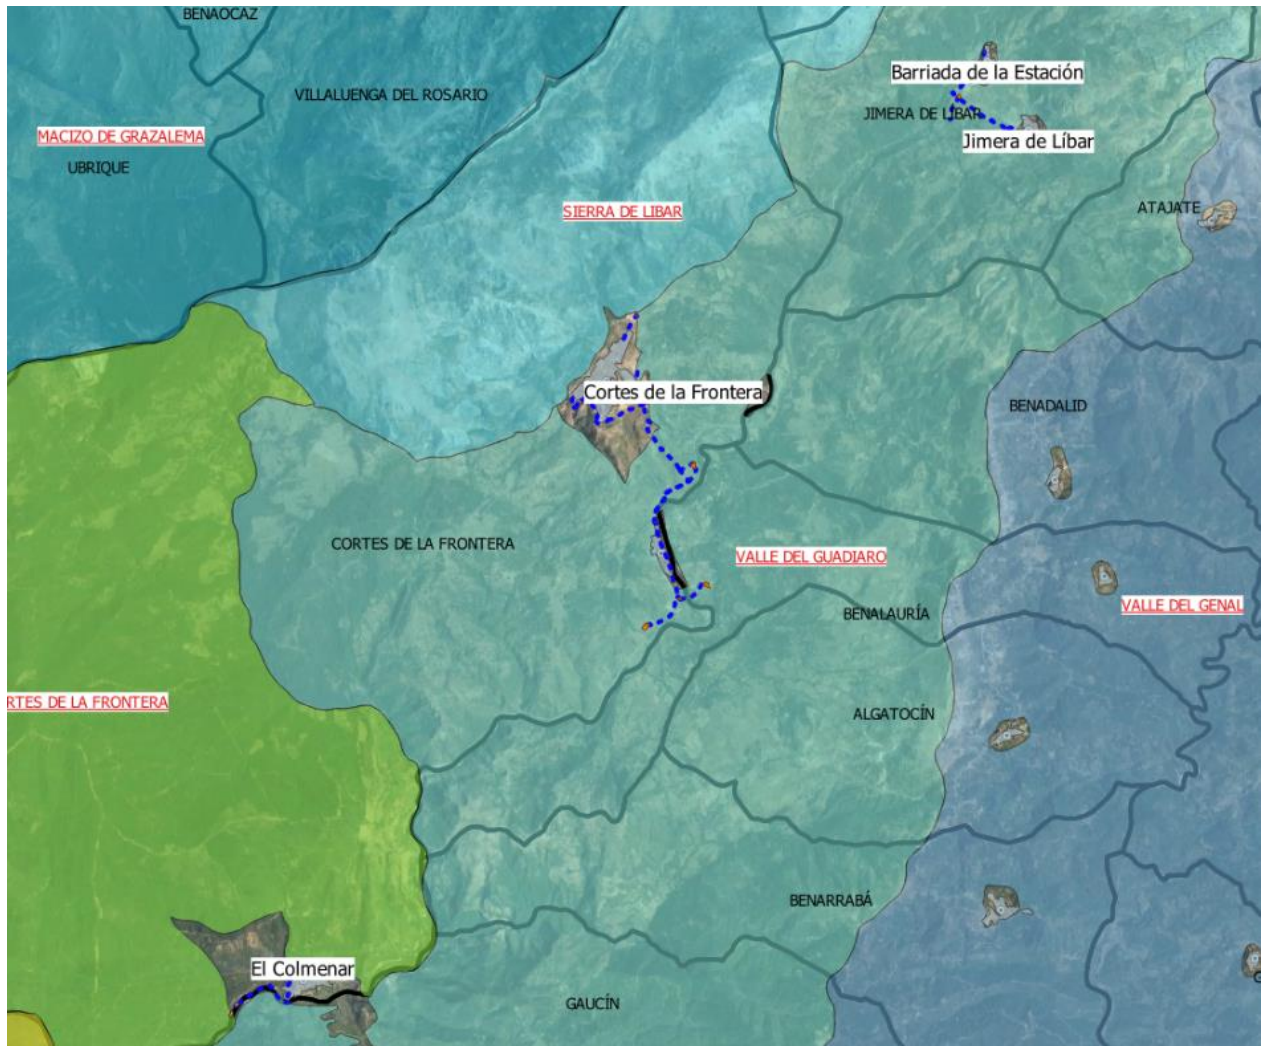 BENAOCAZ
Barriada de la Estación
VILLALUENGA DEL ROSARIO
JIMERA DE LÍBAR
MACIZO DE GRAZALEMA
Jimera de Líbar
UBRIQUE
SIERRA DE LIBAR
ATAJATE
Cortes de la Frontera
BENADALID
CORTES DE LA FRONTERA
VALLE DEL GUADIARO
VALLE DEL GENAL
BENALAURÍA
RTES DE LA FRONTERA
ALGATOCÍN
BENARRABÁ
El Colmenar
GAUCÍN